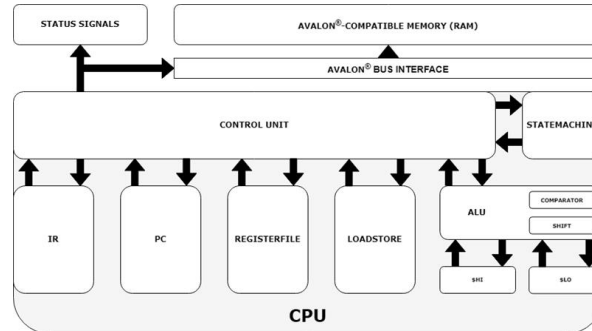 STATUS SIGNALS
AVALON®-COMPATIBLE MEMORY (RAM)
AVALON® BUS INTERFACE
CONTROL UNIT
STATEMACHIN
IR
PC
REGISTERFILE
LOADSTORE
ALU
COMPARATOR
SHIFT
$HI
$LO
CPU